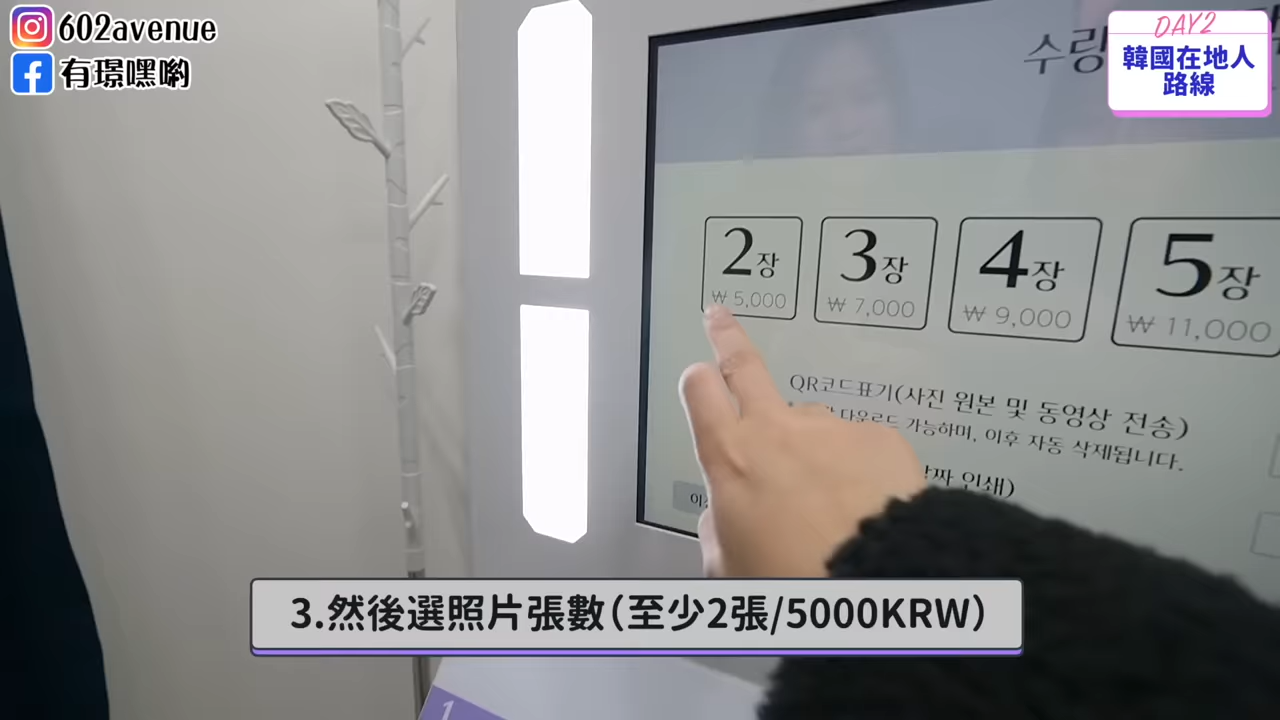 602avenue
有璟嘿喲
DAY2
韓國在地人
路線
수량
2장
₩ 5,000
3장
₩ 7,000
4장
₩ 9,000
5장
₩ 11,000
QR코드표기(사진 원본 및 동영상 전송)
다운로드 가능하며, 이후 자동 삭제됩니다.
인쇄)
3.然後選照片張數(至少2張/5000KRW)
1